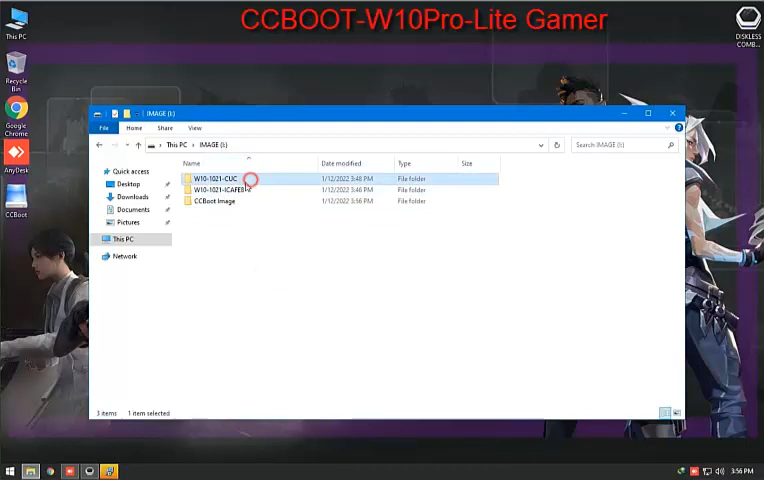 CCBOOT-W10Pro-Lite Gamer
This PC
Recycle
Bin
Google
Chrome
AnyDesk
CCBoot
DISKLESS
COMB...
IMAGE (I:)
File Home Share View
This PC > IMAGE (I:)
Search IMAGE (I:)
Name Date modified Type Size
Quick access
Desktop
Downloads
Documents
Pictures
This PC
Network
W10-1021-CUC 1/12/2022 3:48 PM File folder
W10-1021-ICAFE8 1/12/2022 3:46 PM File folder
CCBoot Image 1/12/2022 3:56 PM File folder
3 items 1 item selected
3:56 PM